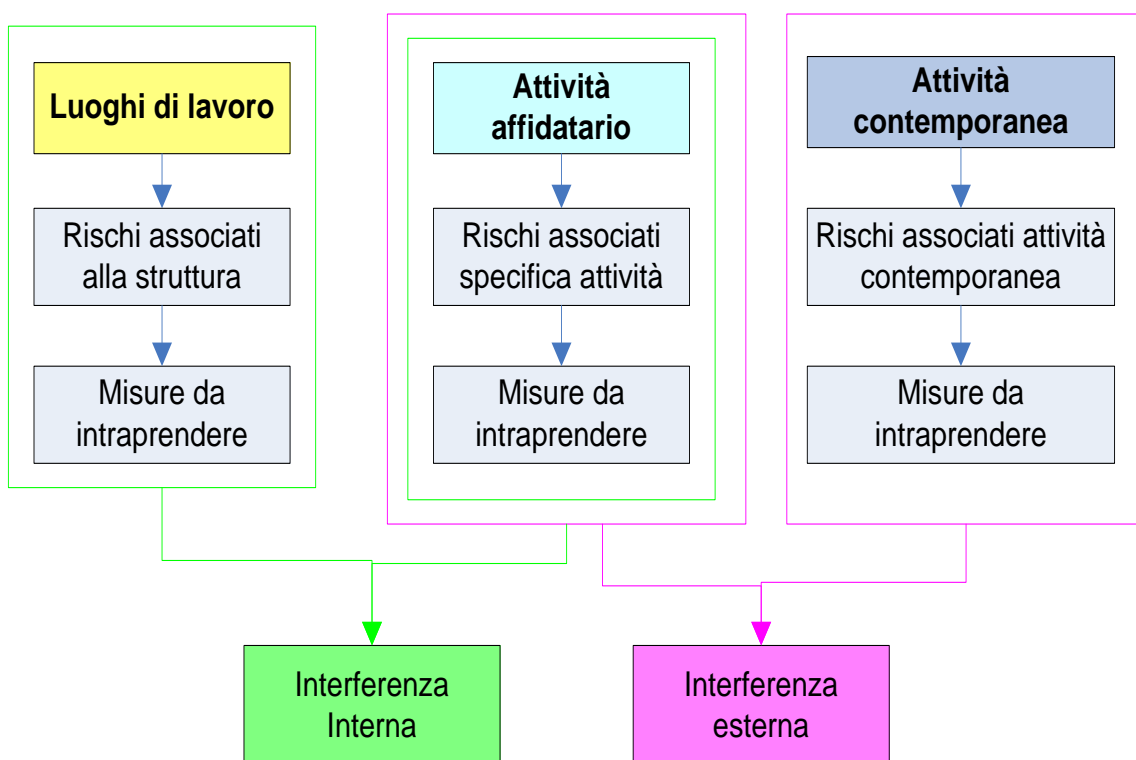 Luoghi di lavoro
Rischi associati
alla struttura
Misure da
intraprendere
Attività
affidatario
Rischi associati
specifica attività
Misure da
intraprendere
Attività
contemporanea
Rischi associati attività
contemporanea
Misure da
intraprendere
Interferenza
Interna
Interferenza
esterna